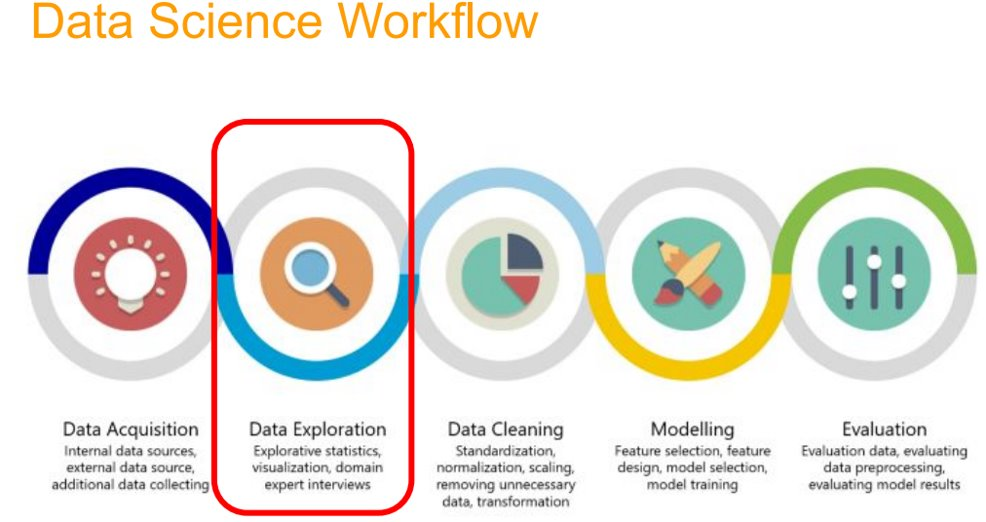 Data Science Workflow
Data Acquisition
Internal data sources,
external data source,
additional data collecting
Data Exploration
Explorative statistics,
visualization, domain
expert interviews
Data Cleaning
Standardization,
normalization, scaling,
removing unnecessary
data, transformation
Modelling
Feature selection, feature
design, model selection,
model training
Evaluation
Evaluation data, evaluating
data preprocessing,
evaluating model results